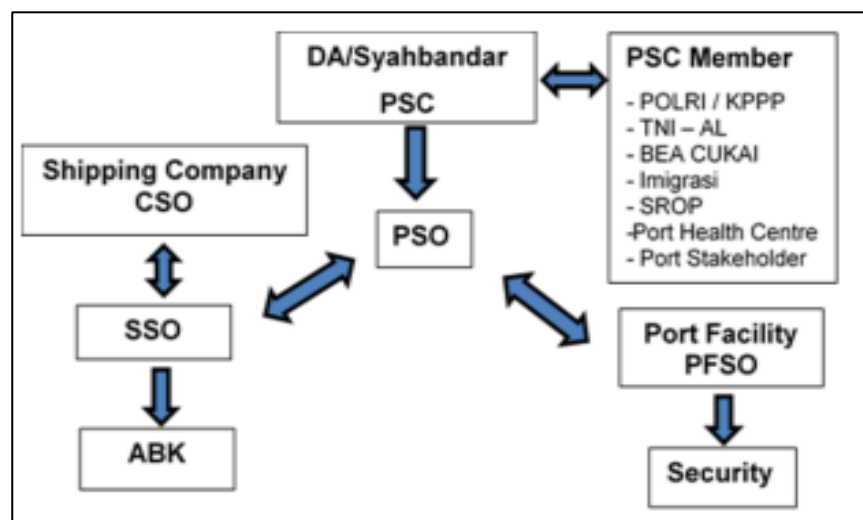 DA/Syahbandar
PSC
PSC Member
- POLRI / KPPP
- TNI – AL
- BEA CUKAI
- Imigrasi
- SROP
-Port Health Centre
- Port Stakeholder
Shipping Company
CSO
PSO
SSO
Port Facility
PFSO
ABK
Security